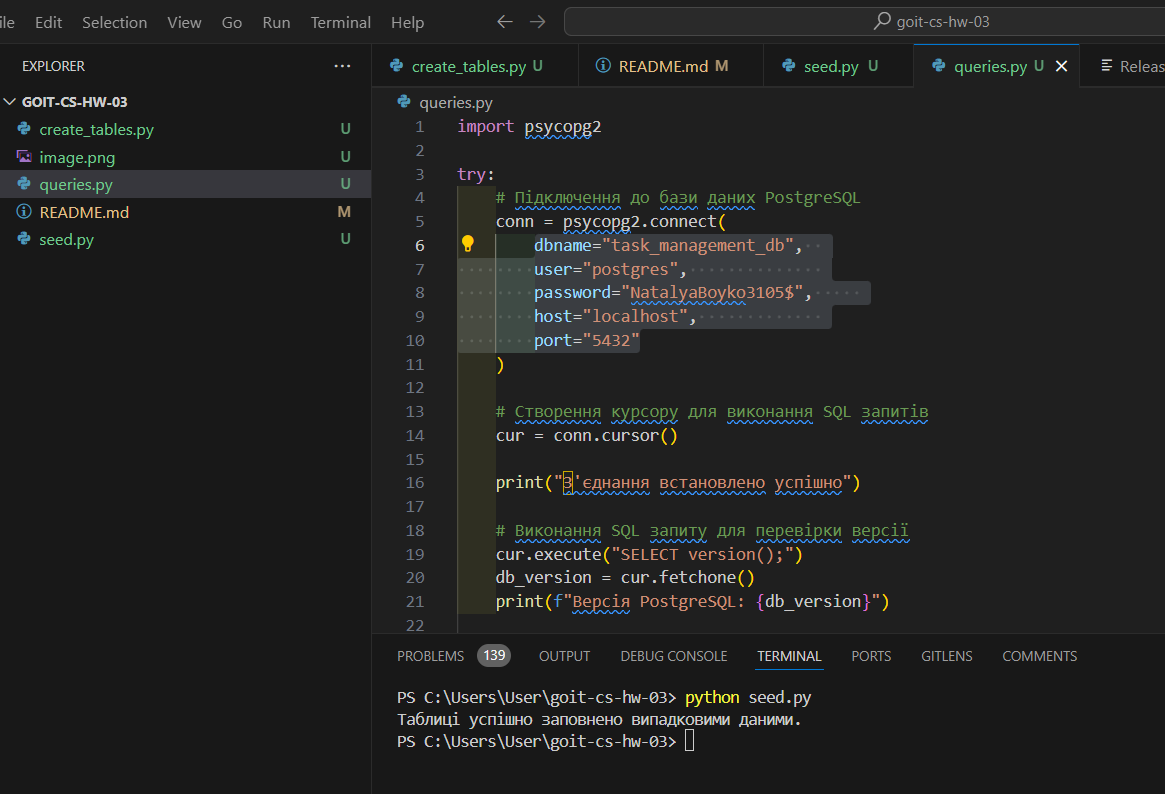 ile Edit Selection View Go Run Terminal Help
goit-cs-hw-03
EXPLORER
GOIT-CS-HW-03
create_tables.py U
image.png U
queries.py U
README.md M
seed.py U
create_tables.py U README.md M seed.py U queries.py U Releas
queries.py
1 import psycopg2
2
3 try:
4 # Підключення до бази даних PostgreSQL
5 conn = psycopg2.connect(
6 dbname="task_management_db",
7 user="postgres",
8 password="NatalyaBoyko3105$",
9 host="localhost",
10 port="5432"
11 )
12
13 # Створення курсору для виконання SQL запитів
14 cur = conn.cursor()
15
16 print("З'єднання встановлено успішно")
17
18 # Виконання SQL запиту для перевірки версії
19 cur.execute("SELECT version();")
20 db_version = cur.fetchone()
21 print(f"Версія PostgreSQL: {db_version}")
22
PROBLEMS 139 OUTPUT DEBUG CONSOLE TERMINAL PORTS GITLENS COMMENTS
PS C:\Users\User\goit-cs-hw-03> python seed.py
Таблиці успішно заповнено випадковими даними.
PS C:\Users\User\goit-cs-hw-03>